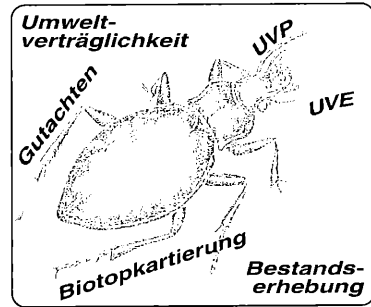 Umwelt-
verträglichkeit
UVP
Gutachten
UVE
Biotopkartierung
Bestands-
erhebung